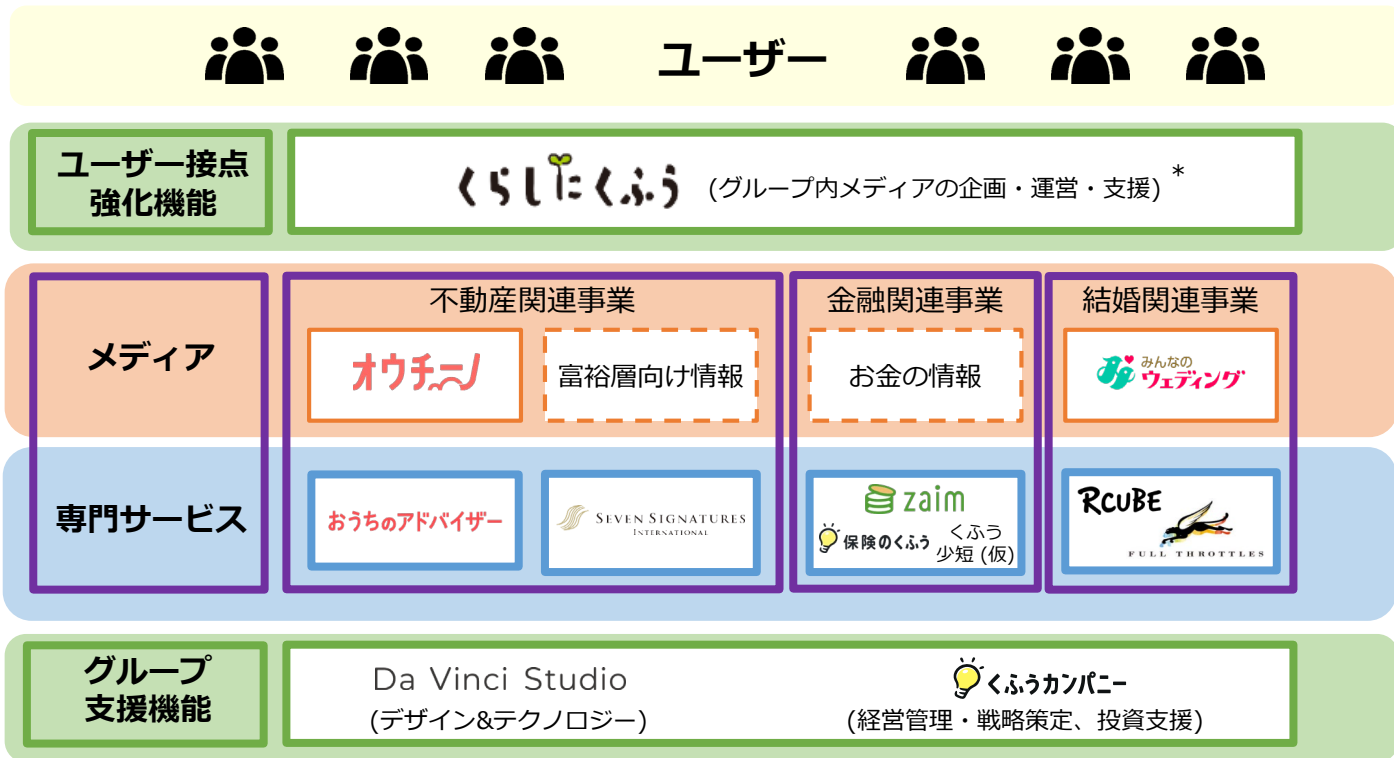 ユーザー
ユーザー接点
強化機能
くらしにくふう (グループ内メディアの企画・運営・支援) *
メディア
不動産関連事業
金融関連事業
結婚関連事業
オウチーノ
富裕層向け情報
お金の情報
みんなの
ウェディング
専門サービス
おうちのアドバイザー
SEVEN SIGNATURES
INTERNATIONAL
zaim
保険のくふう
くふう
少短 (仮)
RCUBE
FULL THROTTLES
グループ
支援機能
Da Vinci Studio
(デザイン&テクノロジー)
くふうカンパニー
(経営管理・戦略策定、投資支援)